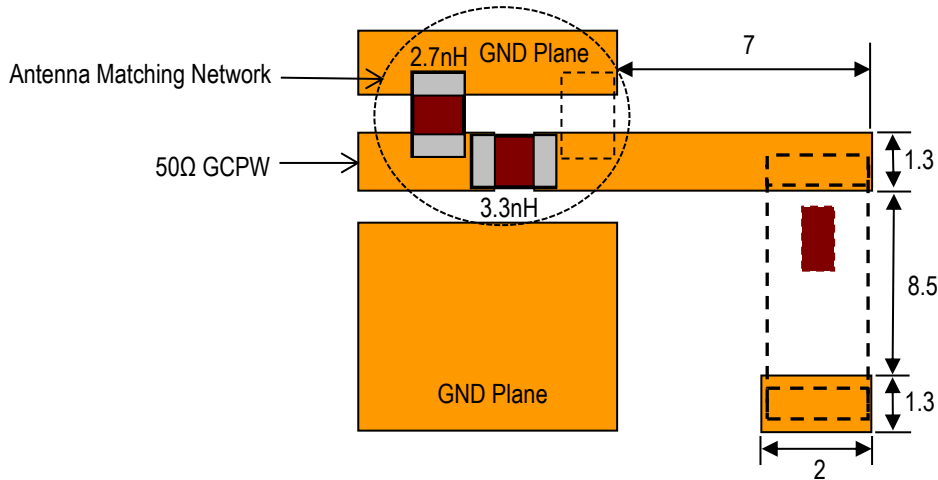 7
GND Plane
2.7nH
Antenna Matching Network
1.3
50Ω GCPW
3.3nH
8.5
GND Plane
1.3
2